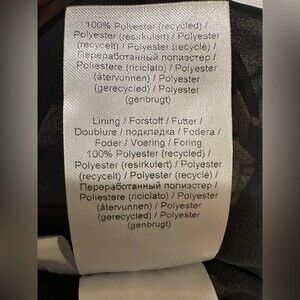 100% Polyester (recycled) /
Polyester (resirkulert) / Polyester
(recycelt) / Polyester (recyclé) /
Переработанный полиэстер /
Poliestere (riciclato) / Polyester
(återvunnen) / Polyester
(gerecycled) / Polyester
(genbrugt)
Lining / Forstoff / Futter /
Doublure / подкладка / Fodera /
Foder / Voering / Foring
100% Polyester (recycled) /
Polyester (resirkulert) / Polyester
(recycelt) / Polyester (recyclé) /
Переработанный полиэстер /
Poliestere (riciclato) / Polyester
(återvunnen) / Polyester
(gerecycled) / Polyester
(genbrugt)